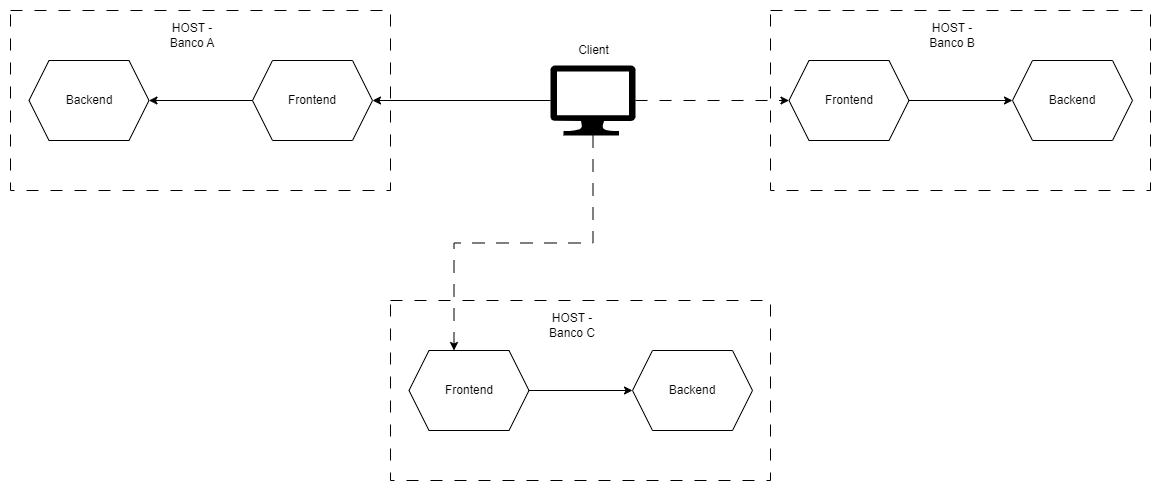 HOST -
Banco A
Backend
Frontend
Client
HOST -
Banco B
Frontend
Backend
HOST -
Banco C
Frontend
Backend